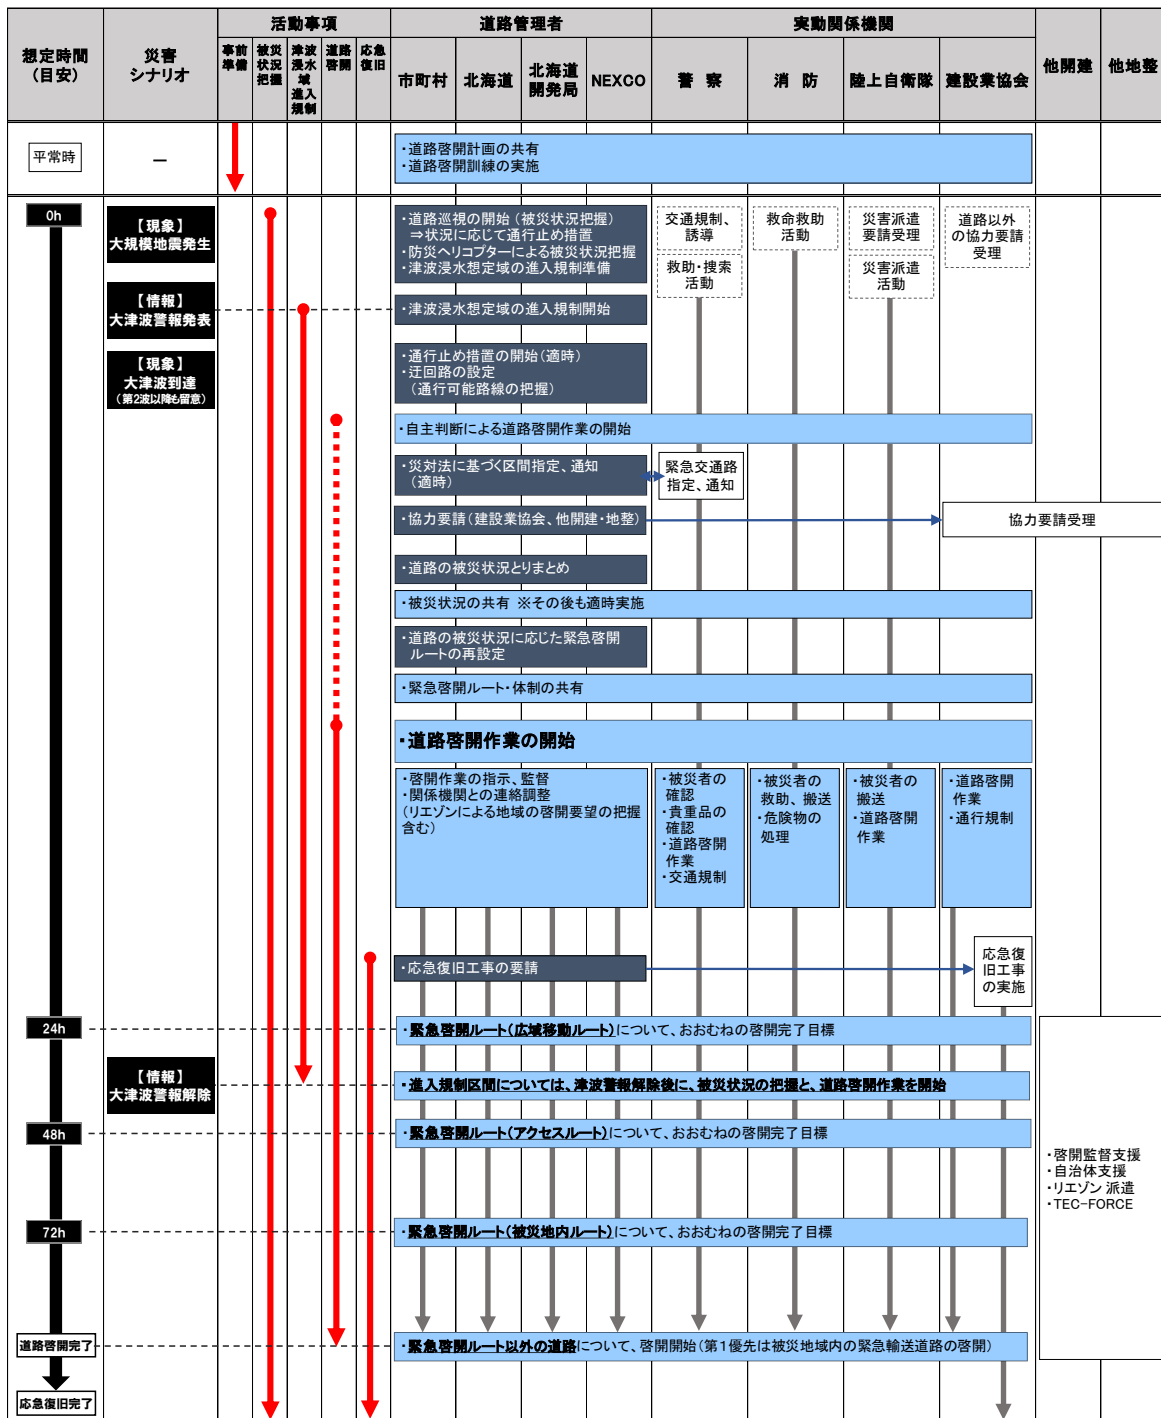 想定時間
(目安)
災害
シナリオ
活動事項
事前
準備
被災
状況
把握
津波
浸水
域
進入
規制
道路
啓開
応急
復旧
道路管理者
市町村
北海道
北海道
開発局
NEXCO
実動関係機関
警 察
消 防
陸上自衛隊
建設業協会
他開建
他地整
平常時
－
・道路啓開計画の共有
・道路啓開訓練の実施
0h
【現象】
大規模地震発生
・道路巡視の開始（被災状況把握）
⇒状況に応じて通行止め措置
・防災ヘリコプターによる被災状況把握
・津波浸水想定域の進入規制準備
交通規制、
誘導
救助・捜索
活動
救命救助
活動
災害派遣
要請受理
災害派遣
活動
道路以外
の協力要請
受理
【情報】
大津波警報発表
・津波浸水想定域の進入規制開始
【現象】
大津波到達
（第2波以降も留意）
・通行止め措置の開始（適時）
・迂回路の設定
（通行可能路線の把握）
・自主判断による道路啓開作業の開始
・災対法に基づく区間指定、通知
（適時）
緊急交通路
指定、通知
・協力要請（建設業協会、他開建・地整）
協力要請受理
・道路の被災状況とりまとめ
・被災状況の共有 ※その後も適時実施
・道路の被災状況に応じた緊急啓開
ルートの再設定
・緊急啓開ルート・体制の共有
・道路啓開作業の開始
・啓開作業の指示、監督
・関係機関との連絡調整
（リエゾンによる地域の啓開要望の把握
含む）
・被災者の
確認
・貴重品の
確認
・道路啓開
作業
・交通規制
・被災者の
救助、搬送
・危険物の
処理
・被災者の
搬送
・道路啓開
作業
・道路啓開
作業
・通行規制
・応急復旧工事の要請
応急復
旧工事
の実施
24h
・緊急啓開ルート（広域移動ルート）について、おおむねの啓開完了目標
【情報】
大津波警報解除
・進入規制区間については、津波警報解除後に、被災状況の把握と、道路啓開作業を開始
48h
・緊急啓開ルート（アクセスルート）について、おおむねの啓開完了目標
・啓開監督支援
・自治体支援
・リエゾン 派遣
・TEC-FORCE
72h
・緊急啓開ルート（被災地内ルート）について、おおむねの啓開完了目標
道路啓開完了
・緊急啓開ルート以外の道路について、啓開開始（第１優先は被災地域内の緊急輸送道路の啓開）
応急復旧完了